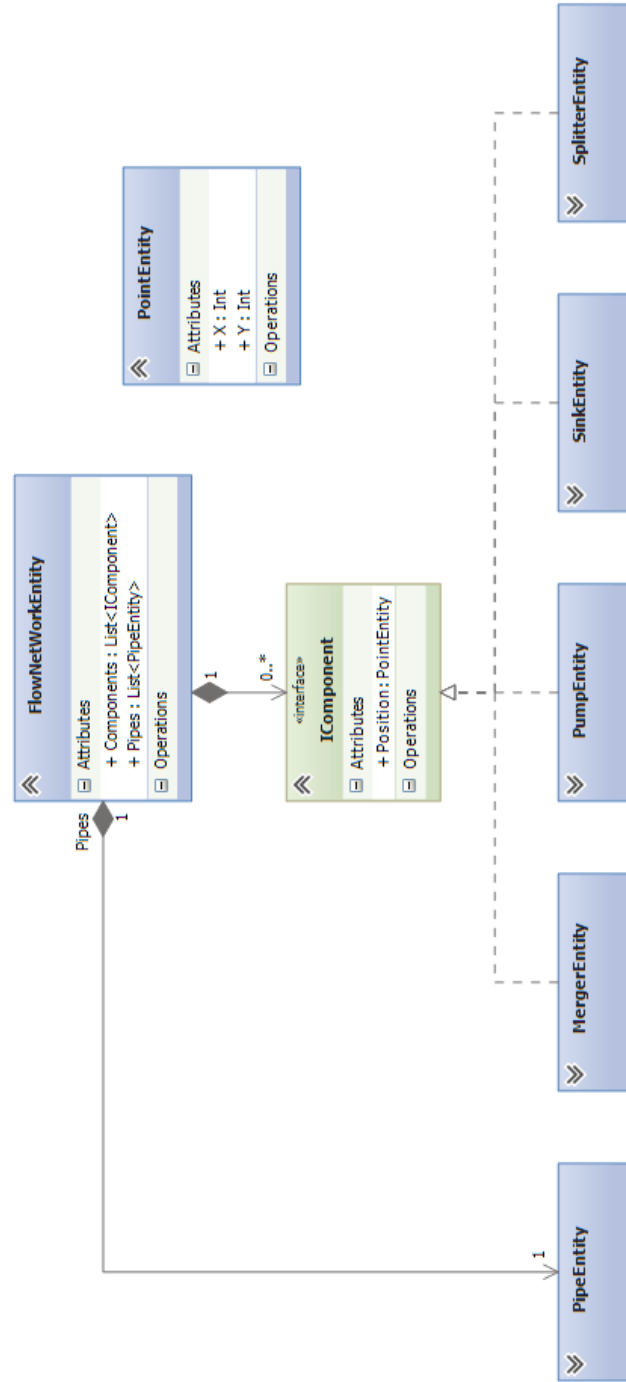 FlowNetWorkEntity
Attributes
+ Components : List<IComponent>
+ Pipes : List<PipeEntity>
Operations
PointEntity
Attributes
+ X : Int
+ Y : Int
Operations
Pipes
1
1
0..*
«interface»
IComponent
Attributes
+ Position : PointEntity
Operations
1
PipeEntity
MergerEntity
PumpEntity
SinkEntity
SplitterEntity